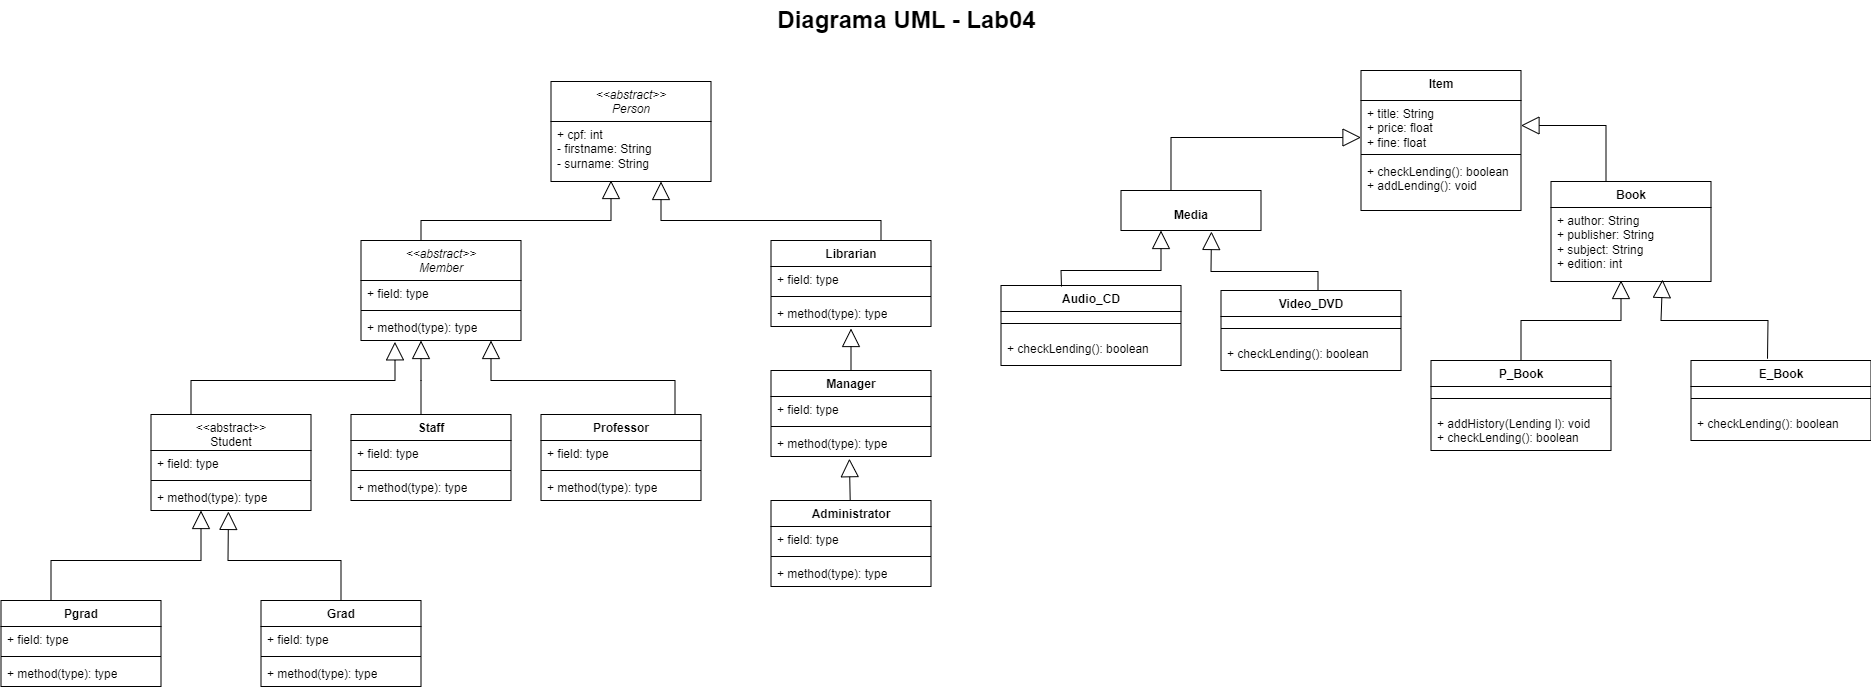 Diagrama UML - Lab04
<<abstract>>
Person
+ cpf: int
- firstname: String
- surname: String
<<abstract>>
Member
+ field: type
+ method(type): type
Librarian
+ field: type
+ method(type): type
<<abstract>>
Student
+ field: type
+ method(type): type
Staff
+ field: type
+ method(type): type
Professor
+ field: type
+ method(type): type
Manager
+ field: type
+ method(type): type
Administrator
+ field: type
+ method(type): type
Pgrad
+ field: type
+ method(type): type
Grad
+ field: type
+ method(type): type
Item
+ title: String
+ price: float
+ fine: float
+ checkLending(): boolean
+ addLending(): void
Media
Book
+ author: String
+ publisher: String
+ subject: String
+ edition: int
Audio_CD
+ checkLending(): boolean
Video_DVD
+ checkLending(): boolean
P_Book
+ addHistory(Lending l): void
+ checkLending(): boolean
E_Book
+ checkLending(): boolean